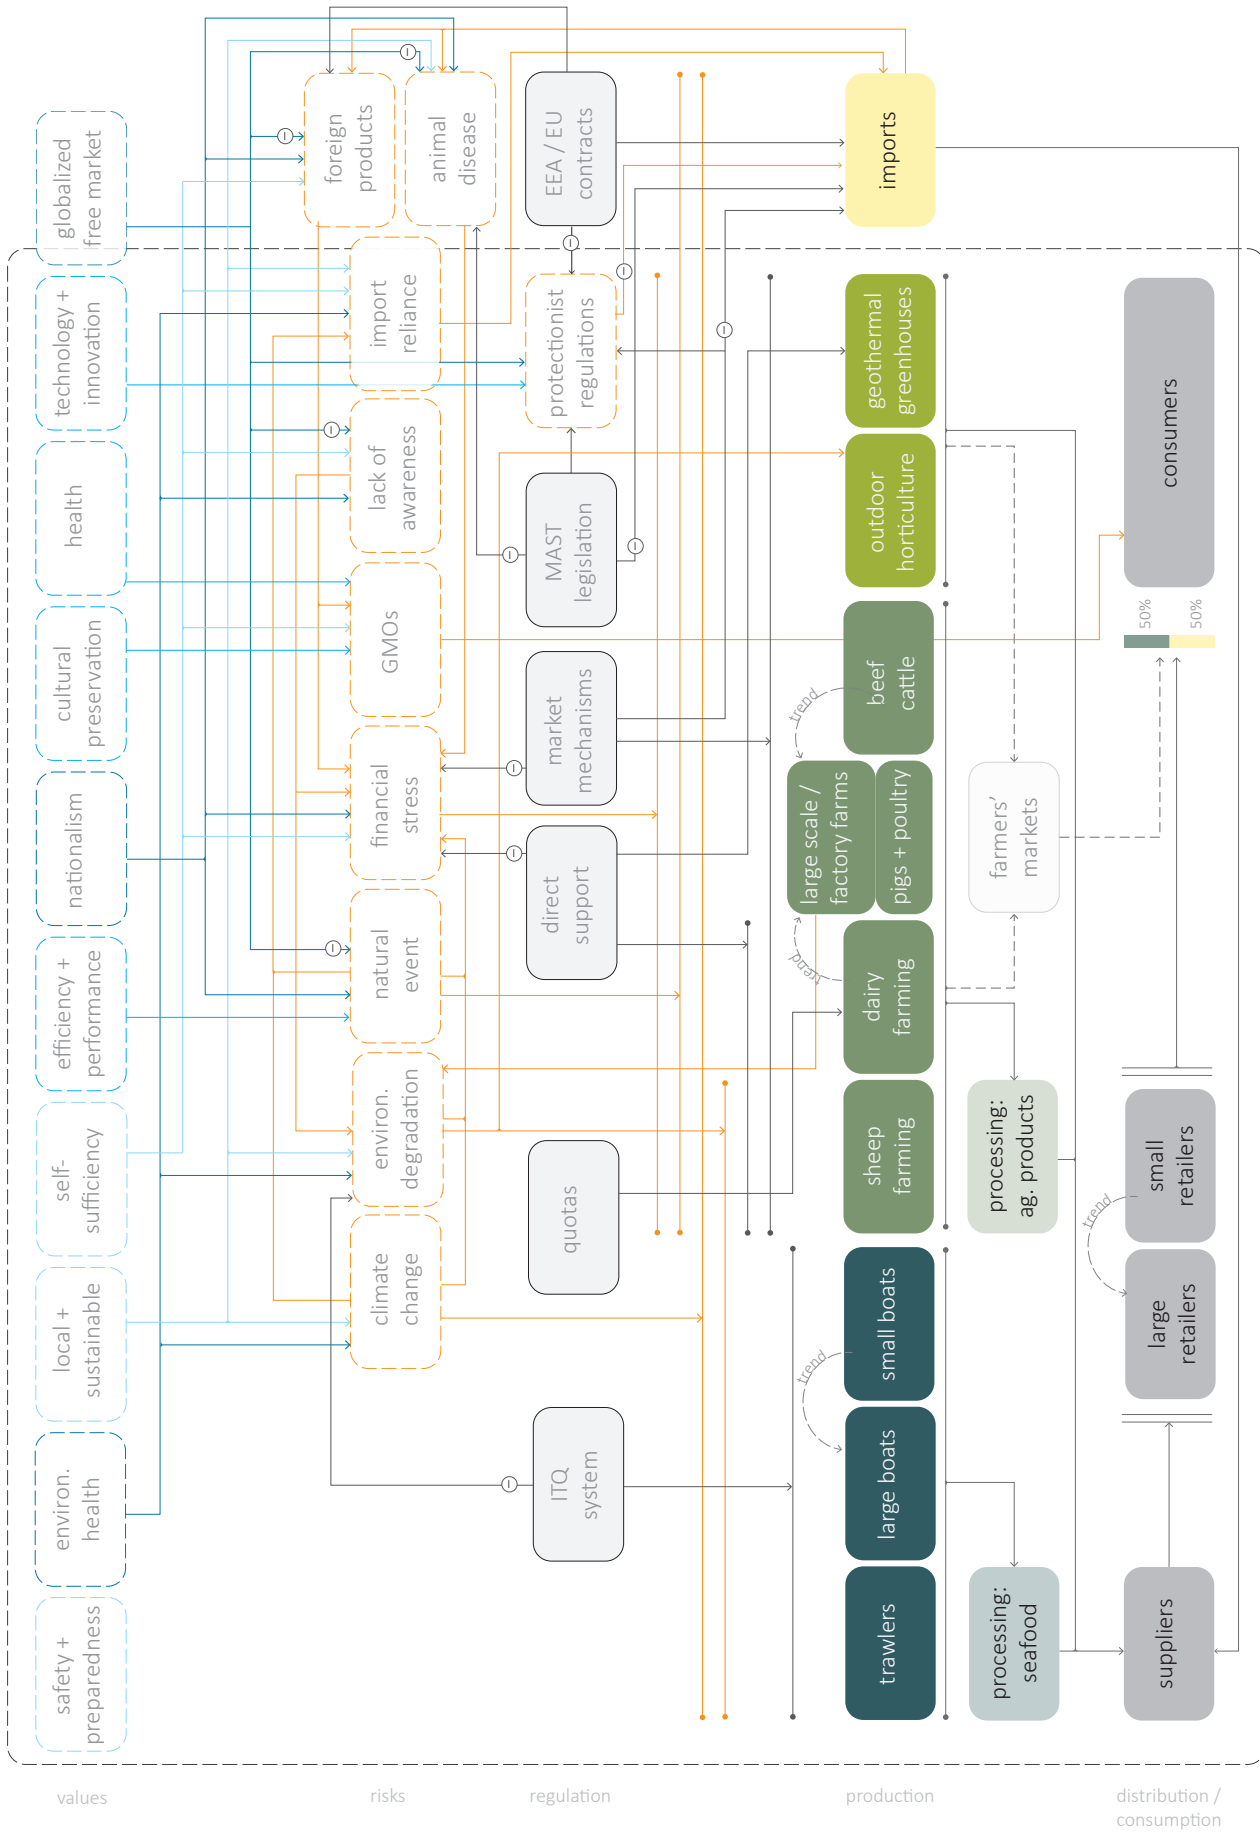 values
safety +
preparedness
environ.
health
local +
sustainable
self-
sufficiency
efficiency +
performance
nationalism
cultural
preservation
health
technology +
innovation
globalized
free market
risks
climate
change
environ.
degradation
natural
event
financial
stress
GMOs
lack of
awareness
import
reliance
foreign
products
animal
disease
regulation
ITQ
system
quotas
direct
support
market
mechanisms
MAST
legislation
protectionist
regulations
EEA / EU
contracts
production
trawlers
large boats
small boats
trend
sheep
farming
dairy
farming
trend
large scale /
factory farms
pigs + poultry
trend
beef
cattle
outdoor
horticulture
geothermal
greenhouses
imports
processing:
seafood
processing:
ag. products
farmers'
markets
distribution /
consumption
suppliers
large
retailers
trend
small
retailers
50%
50%
consumers